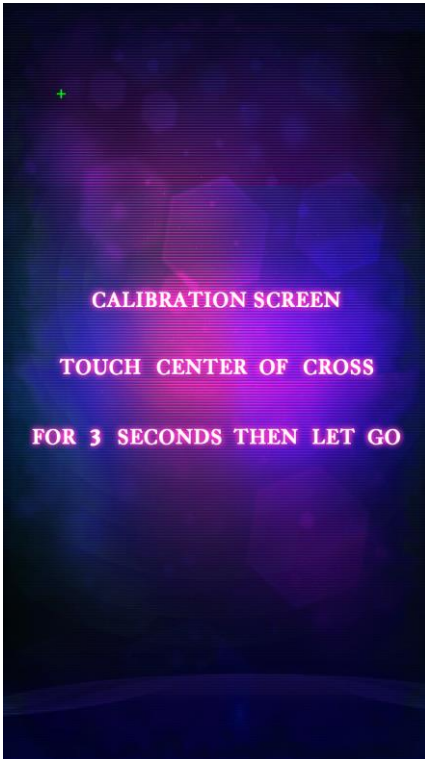 CALIBRATION SCREEN
TOUCH CENTER OF CROSS
FOR 3 SECONDS THEN LET GO